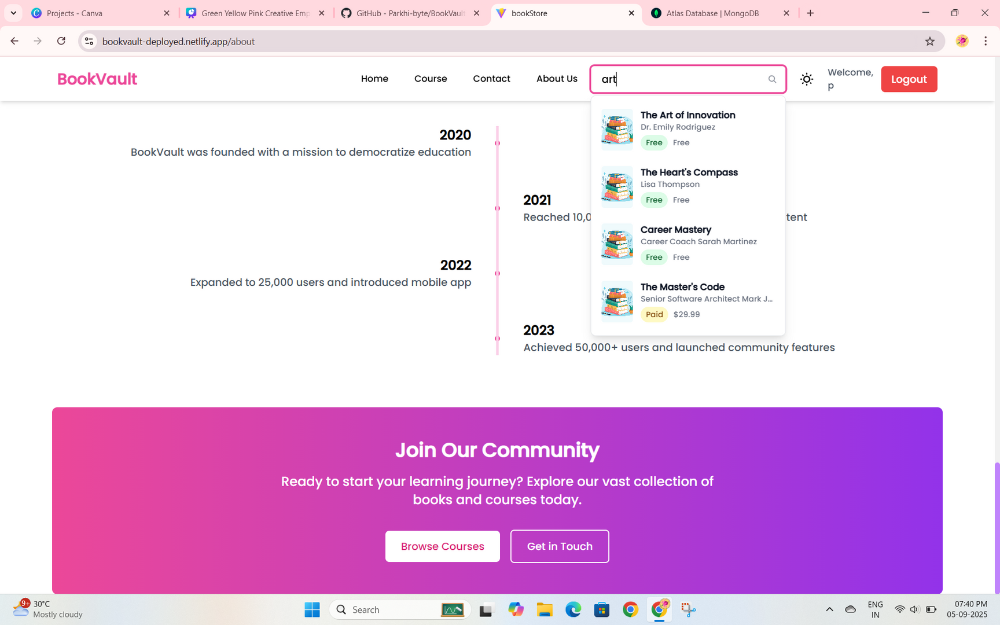 Projects - Canva
Green Yellow Pink Creative Emp
GitHub - Parkhi-byte/BookVault
bookStore
Atlas Database | MongoDB
bookvault-deployed.netlify.app/about
BookVault
Home
Course
Contact
About Us
art
Welcome,
p
Logout
The Art of Innovation
Dr. Emily Rodriguez
Free Free
The Heart's Compass
Lisa Thompson
Free Free
Career Mastery
Career Coach Sarah Martinez
Free Free
The Master's Code
Senior Software Architect Mark J...
Paid $29.99
2020
BookVault was founded with a mission to democratize education
2021
Reached 10,0
tent
2022
Expanded to 25,000 users and introduced mobile app
2023
Achieved 50,000+ users and launched community features
Join Our Community
Ready to start your learning journey? Explore our vast collection of
books and courses today.
Browse Courses
Get in Touch
9+
30°C
Mostly cloudy
Search
ENG
IN
07:40 PM
05-09-2025